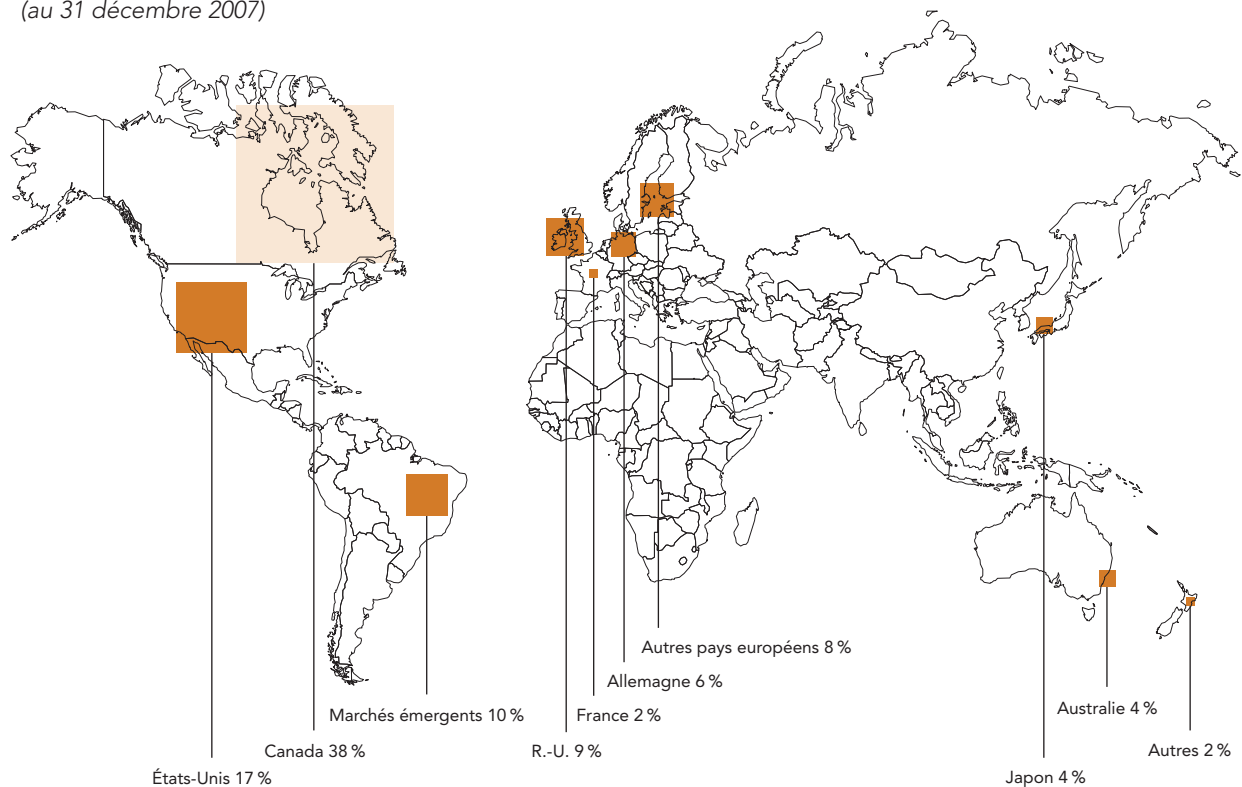 (au 31 décembre 2007)
Autres pays européens 8 %
Allemagne 6 %
Marchés émergents 10 %
France 2 %
Australie 4 %
Canada 38 %
R.-U. 9 %
Autres 2 %
États-Unis 17 %
Japon 4 %